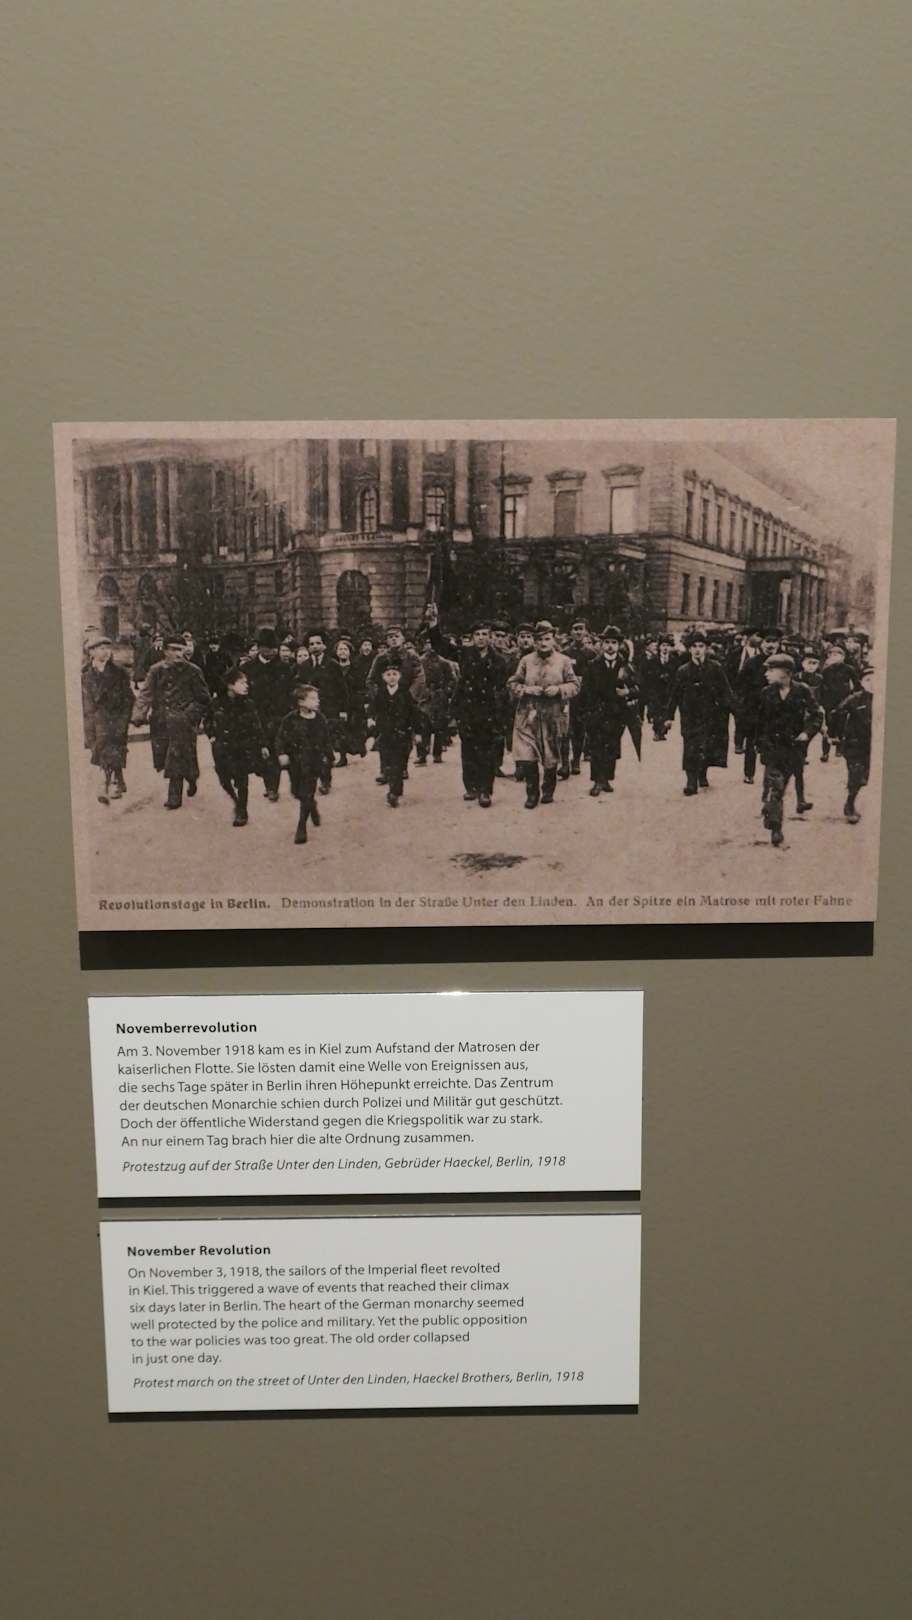 Revolutionstage in Berlin. Demonstration in der Straße Unter den Linden. An der Spitze ein Matrose mit roter Fahne
Novemberrevolution
Am 3. November 1918 kam es in Kiel zum Aufstand der Matrosen der
kaiserlichen Flotte. Sie lösten damit eine Welle von Ereignissen aus,
die sechs Tage später in Berlin ihren Höhepunkt erreichte. Das Zentrum
der deutschen Monarchie schien durch Polizei und Militär gut geschützt.
Doch der öffentliche Widerstand gegen die Kriegspolitik war zu stark.
An nur einem Tag brach hier die alte Ordnung zusammen.
Protestzug auf der Straße Unter den Linden, Gebrüder Haeckel, Berlin, 1918
November Revolution
On November 3, 1918, the sailors of the Imperial fleet revolted
in Kiel. This triggered a wave of events that reached their climax
six days later in Berlin. The heart of the German monarchy seemed
well protected by the police and military. Yet the public opposition
to the war policies was too great. The old order collapsed
in just one day.
Protest march on the street of Unter den Linden, Haeckel Brothers, Berlin, 1918